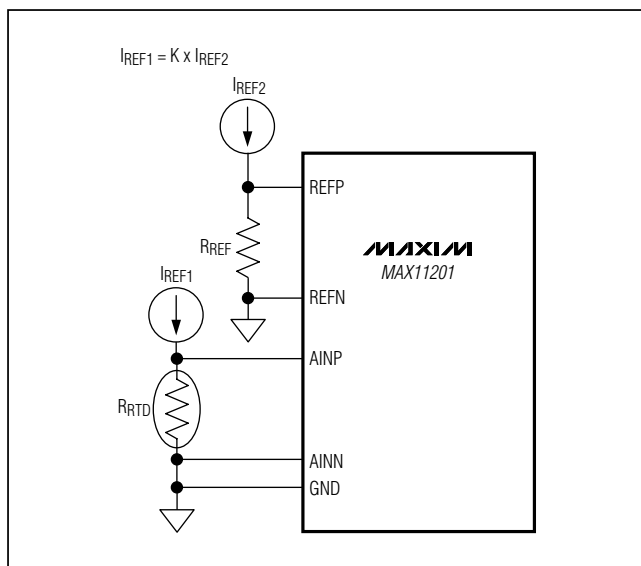 IREF1 = K x IREF2
IREF2
REFP
RREF
MAXIM
MAX11201
REFN
IREF1
AINP
RRTD
AINN
GND